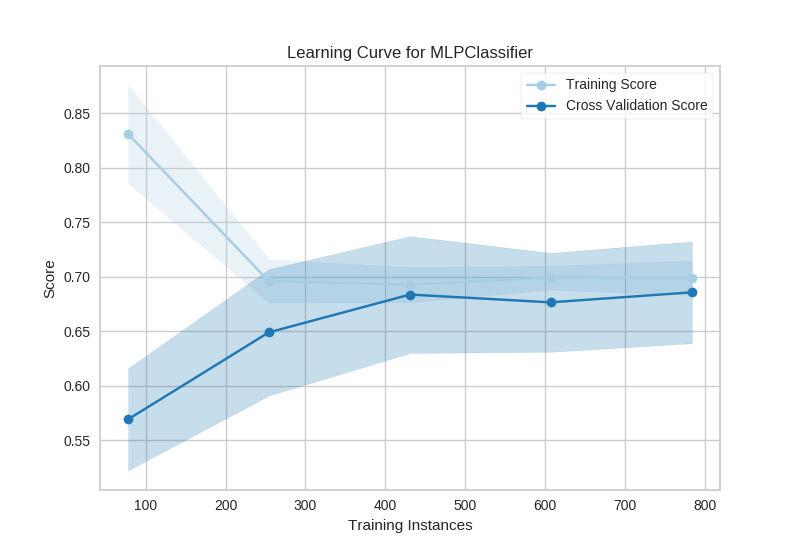 Learning Curve for MLPClassifier
Training Score
Cross Validation Score
0.85
0.80
0.75
0.70
0.65
0.60
0.55
Score
100 200 300 400 500 600 700 800
Training Instances